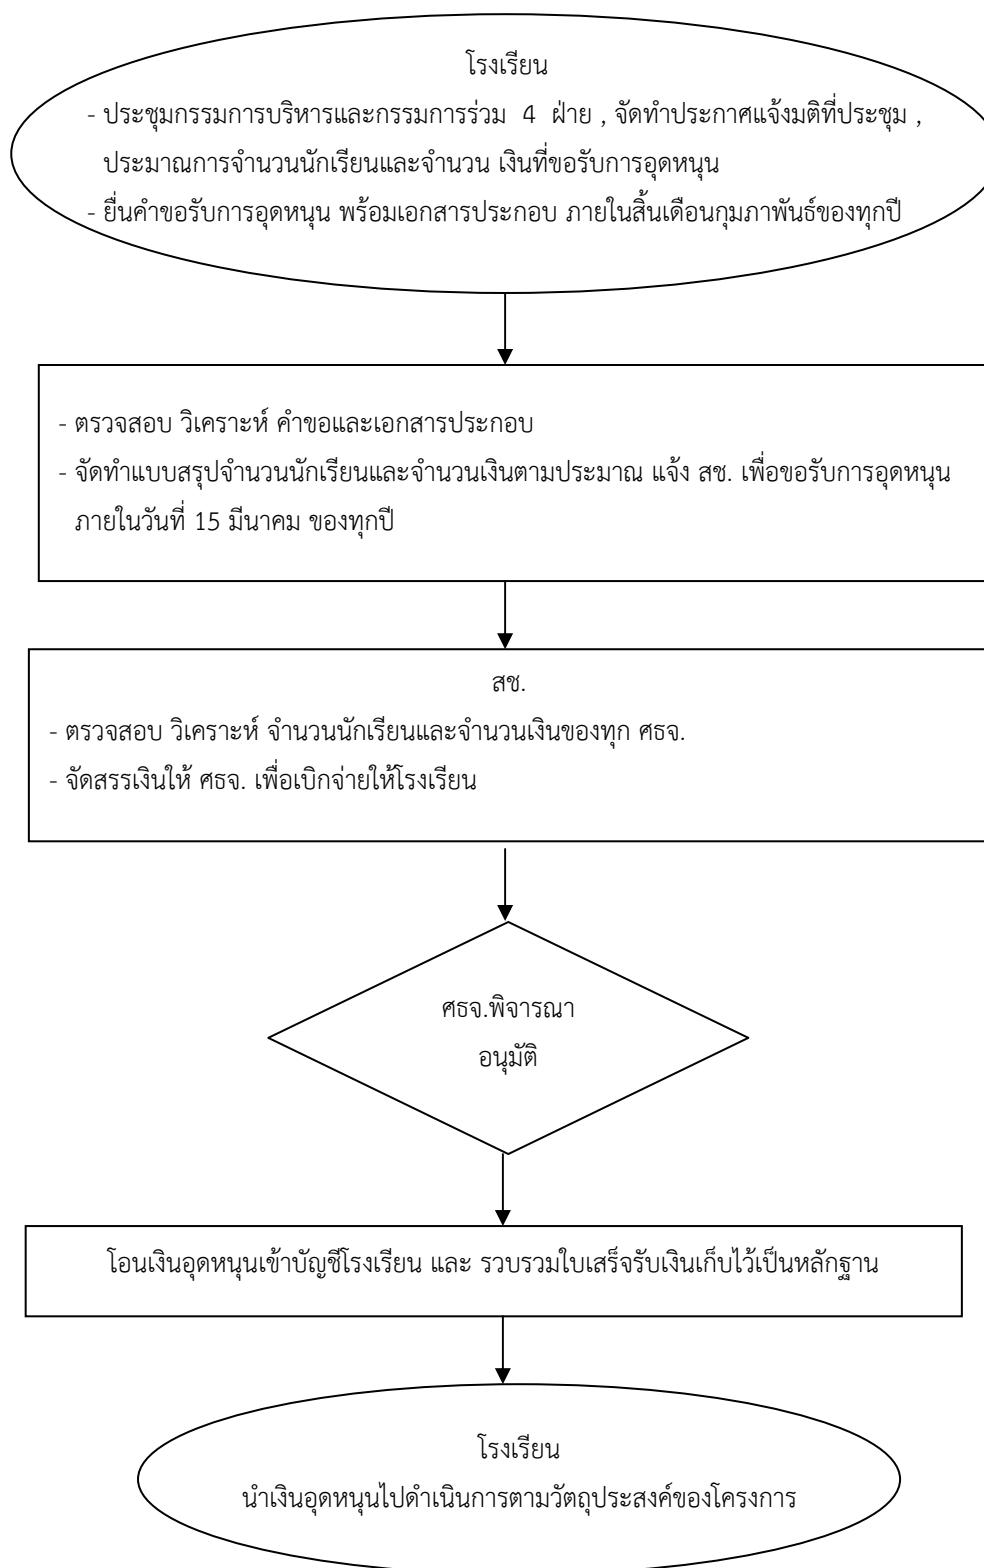 โรงเรียน
- ประชุมกรรมการบริหารและกรรมการร่วม 4 ฝ่าย , จัดทำประกาศแจ้งมติที่ประชุม ,
ประมาณการจำนวนนักเรียนและจำนวน เงินที่ขอรับการอุดหนุน
- ยื่นคำขอรับการอุดหนุน พร้อมเอกสารประกอบ ภายในสิ้นเดือนกุมภาพันธ์ของทุกปี
- ตรวจสอบ วิเคราะห์ คำขอและเอกสารประกอบ
- จัดทำแบบสรุปจำนวนนักเรียนและจำนวนเงินตามประมาณ แจ้ง สช. เพื่อขอรับการอุดหนุน
ภายในวันที่ 15 มีนาคม ของทุกปี
สช.
- ตรวจสอบ วิเคราะห์ จำนวนนักเรียนและจำนวนเงินของทุก ศธจ.
- จัดสรรเงินให้ ศธจ. เพื่อเบิกจ่ายให้โรงเรียน
ศธจ.พิจารณา
อนุมัติ
โอนเงินอุดหนุนเข้าบัญชีโรงเรียน และ รวบรวมใบเสร็จรับเงินเก็บไว้เป็นหลักฐาน
โรงเรียน
นำเงินอุดหนุนไปดำเนินการตามวัตถุประสงค์ของโครงการ